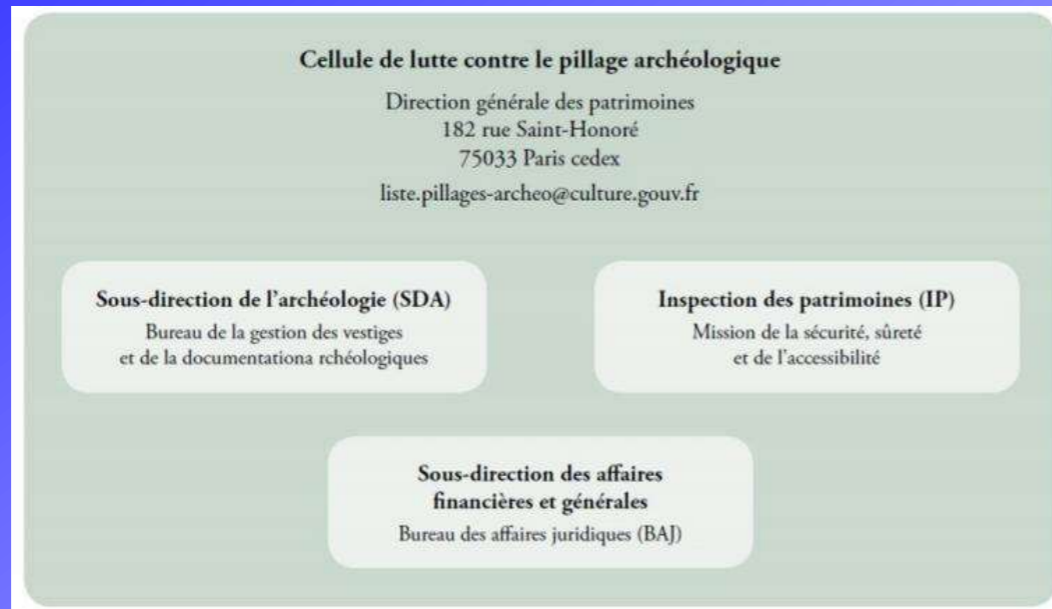 Cellule de lutte contre le pillage archéologique
Direction générale des patrimoines
182 rue Saint-Honoré
75033 Paris cedex
liste.pillages-archeo@culture.gouv.fr
Sous-direction de l'archéologie (SDA)
Bureau de la gestion des vestiges
et de la documentationa rchéologiques
Inspection des patrimoines (IP)
Mission de la sécurité, sûreté
et de l'accessibilité
Sous-direction des affaires
financières et générales
Bureau des affaires juridiques (BAJ)